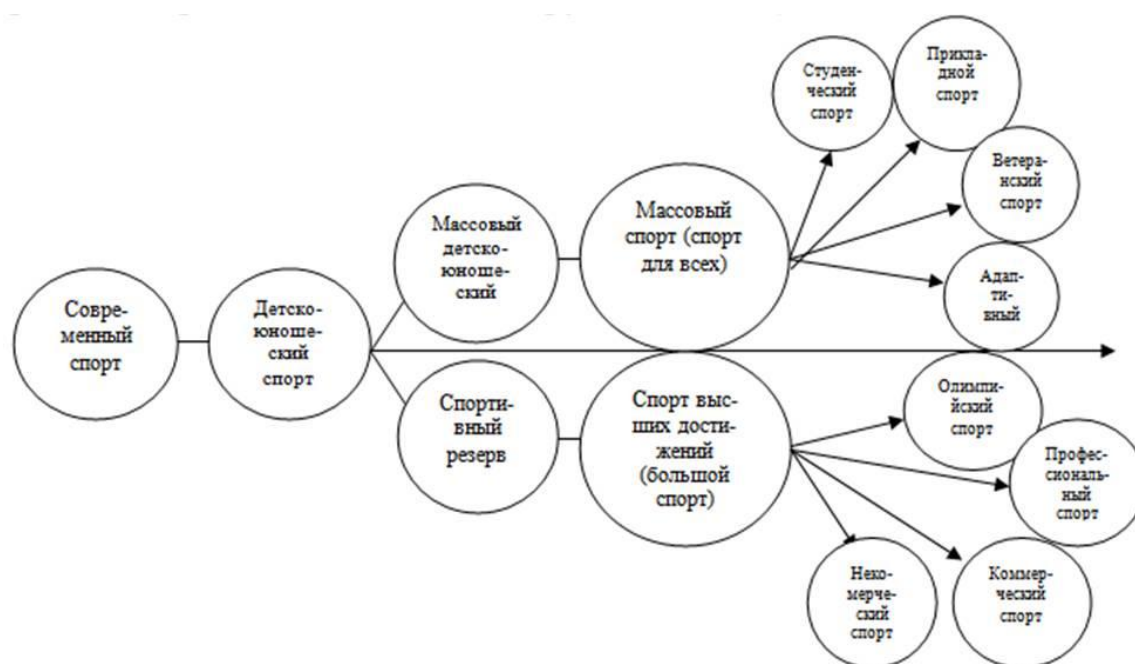 Студен-
ческий
спорт
Прикла-
дной
спорт
Ветера-
нский
спорт
Адап-
ти-
вный
Массовый
детско-
юноше-
ский
Массовый
спорт (спорт
для всех)
Совре-
менный
спорт
Детско-
юноше-
ский
спорт
Спорти-
вный
резерв
Спорт выс-
ших дости-
жений
(большой
спорт)
Олимпи-
йский
спорт
Профес-
сиональ-
ный
спорт
Неко-
мерче-
ский
спорт
Коммер-
ческий
спорт